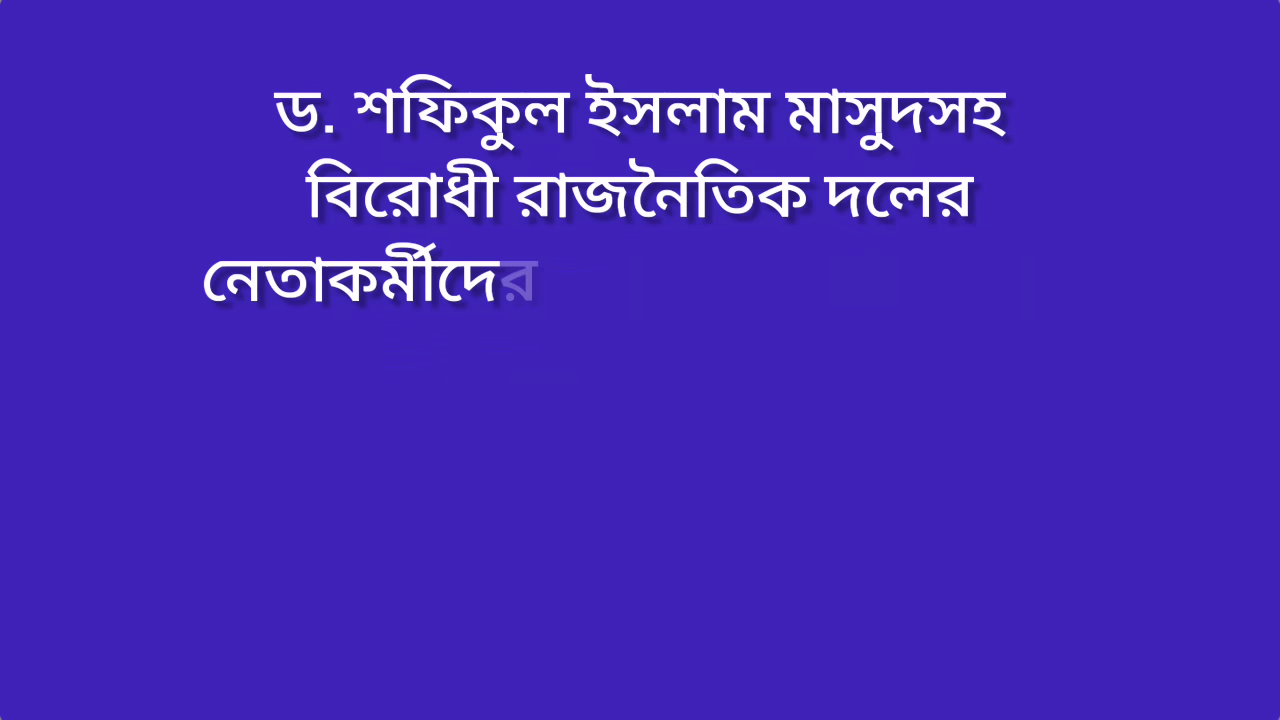 ড. শফিকুল ইসলাম মাসুদসহ
বিরোধী রাজনৈতিক দলের
নেতাকর্মীদের